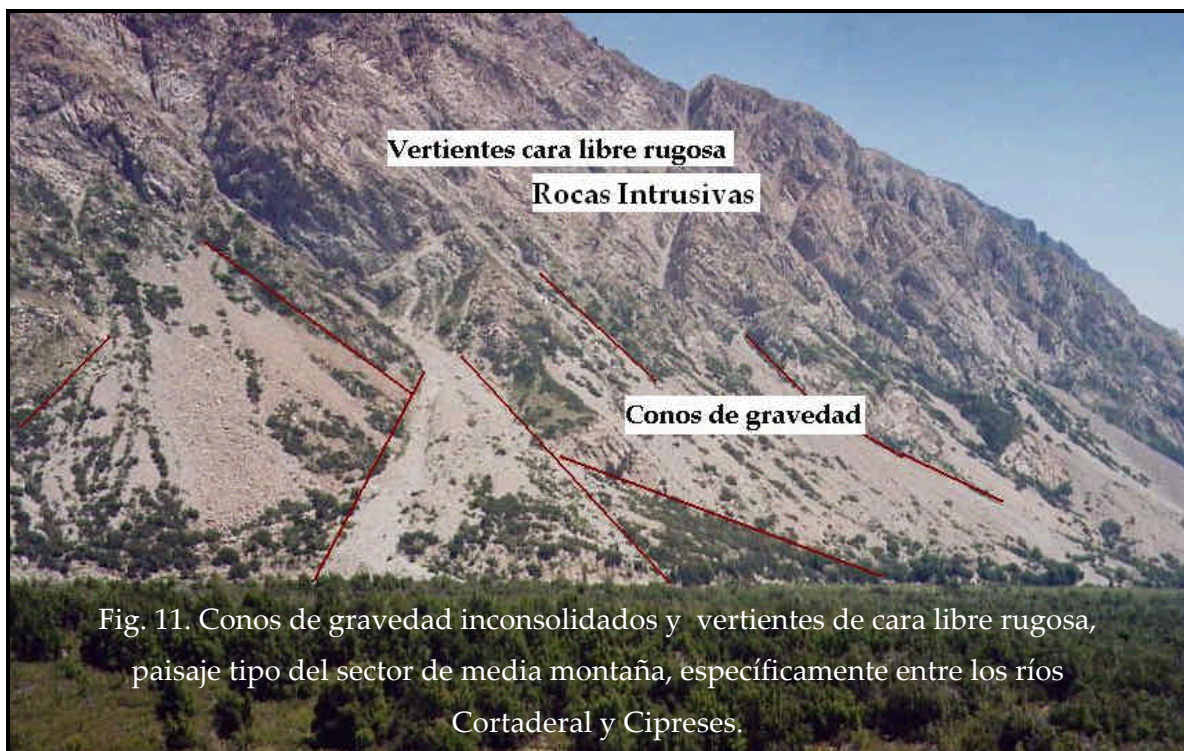 Vertientes cara libre rugosa
Rocas Intrusivas
Conos de gravedad
Fig. 11. Conos de gravedad inconsolidados y vertientes de cara libre rugosa,
paisaje tipo del sector de media montaña, específicamente entre los ríos
Cortaderal y Cipreses.